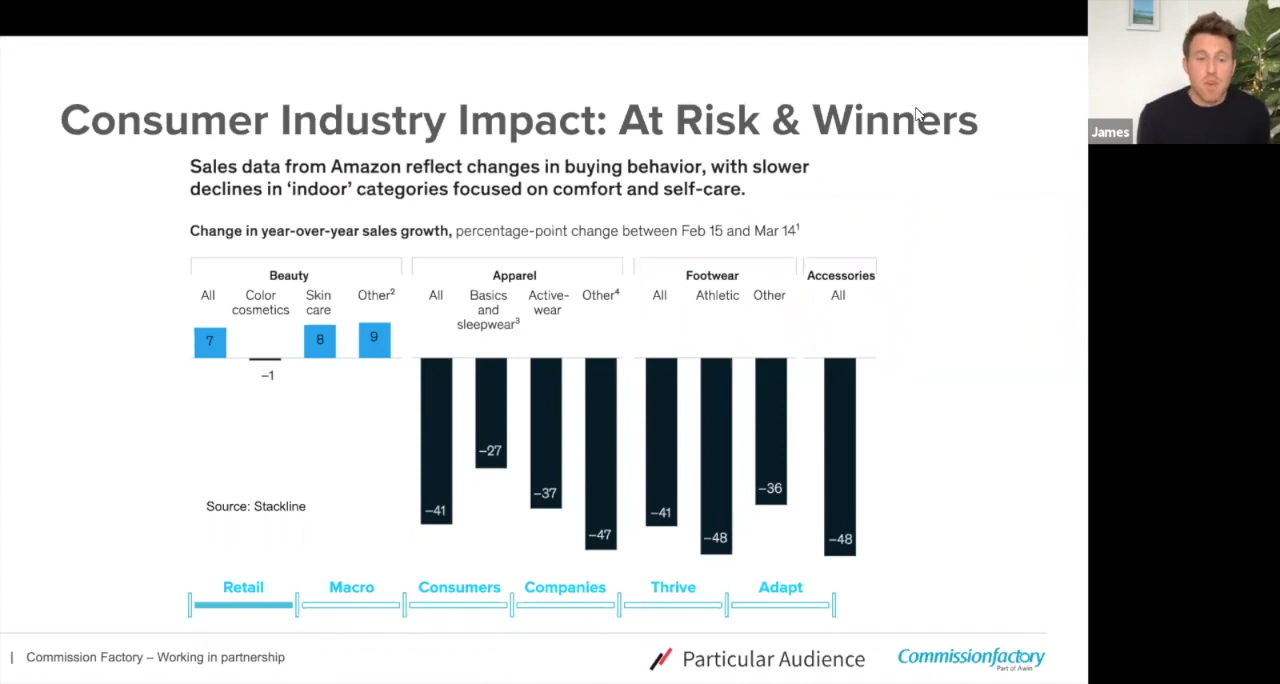 Consumer Industry Impact: At Risk & Winners
James
Sales data from Amazon reflect changes in buying behavior, with slower
declines in ‘indoor’ categories focused on comfort and self-care.
Change in year-over-year sales growth, percentage-point change between Feb 15 and Mar 14¹
Beauty
All
Color
cosmetics
Skin
care
Other²
7
–1
8
9
Apparel
All
Basics
and
sleepwear³
Active-
wear
Other⁴
–41
–27
–37
–47
Footwear
All
Athletic
Other
–41
–48
–36
Accessories
All
–48
Source: Stackline
Retail
Macro
Consumers
Companies
Thrive
Adapt
| Commission Factory – Working in partnership
Particular Audience
Commissionfactory
Part of Awin